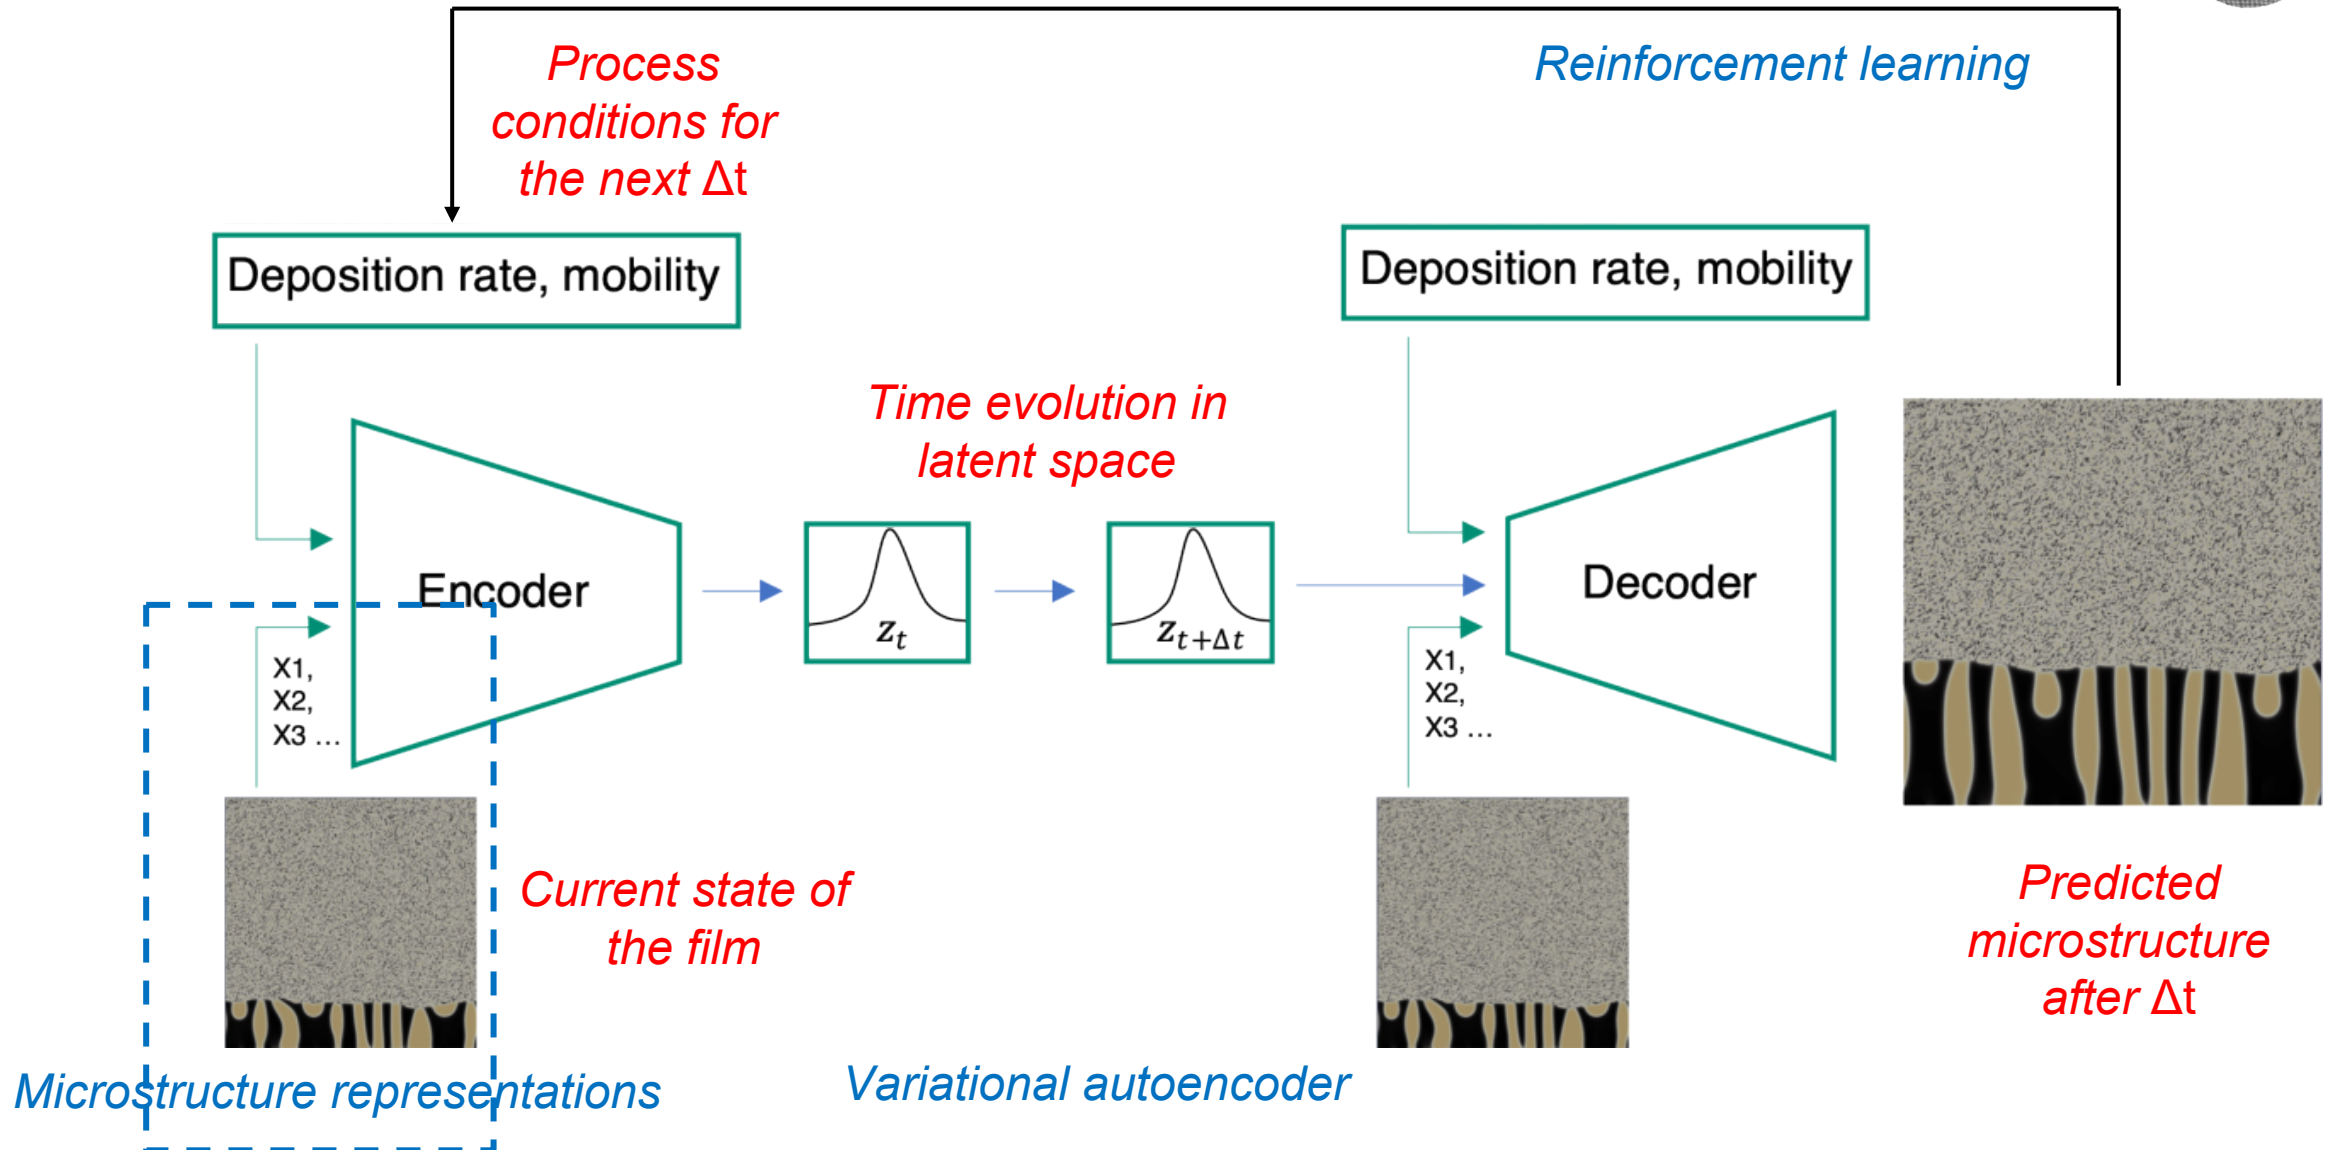 Process
conditions for
the next Δt
Reinforcement learning
Deposition rate, mobility
Deposition rate, mobility
Time evolution in
latent space
Encoder
z_t
z_{t+Δt}
Decoder
X1,
X2,
X3 ...
X1,
X2,
X3 ...
Current state of
the film
Predicted
microstructure
after Δt
Microstructure representations
Variational autoencoder